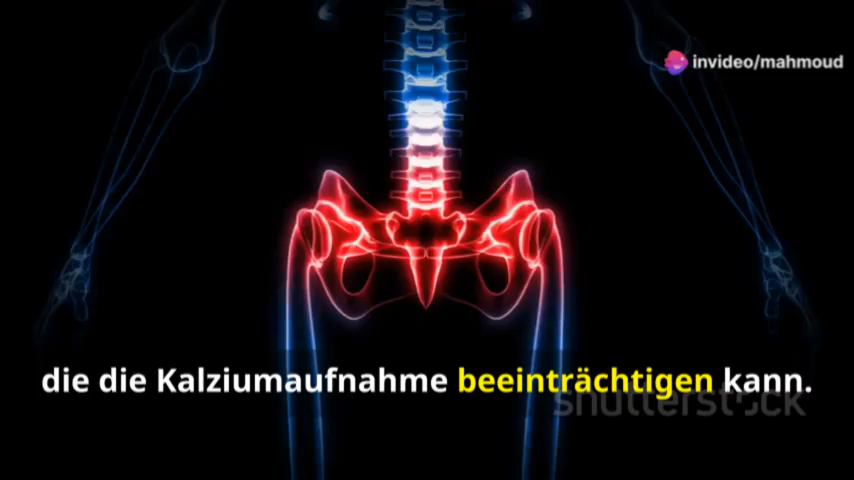 invideo/mahmoud
die die Kalziumaufnahme beeinträchtigen kann.
shutterstock